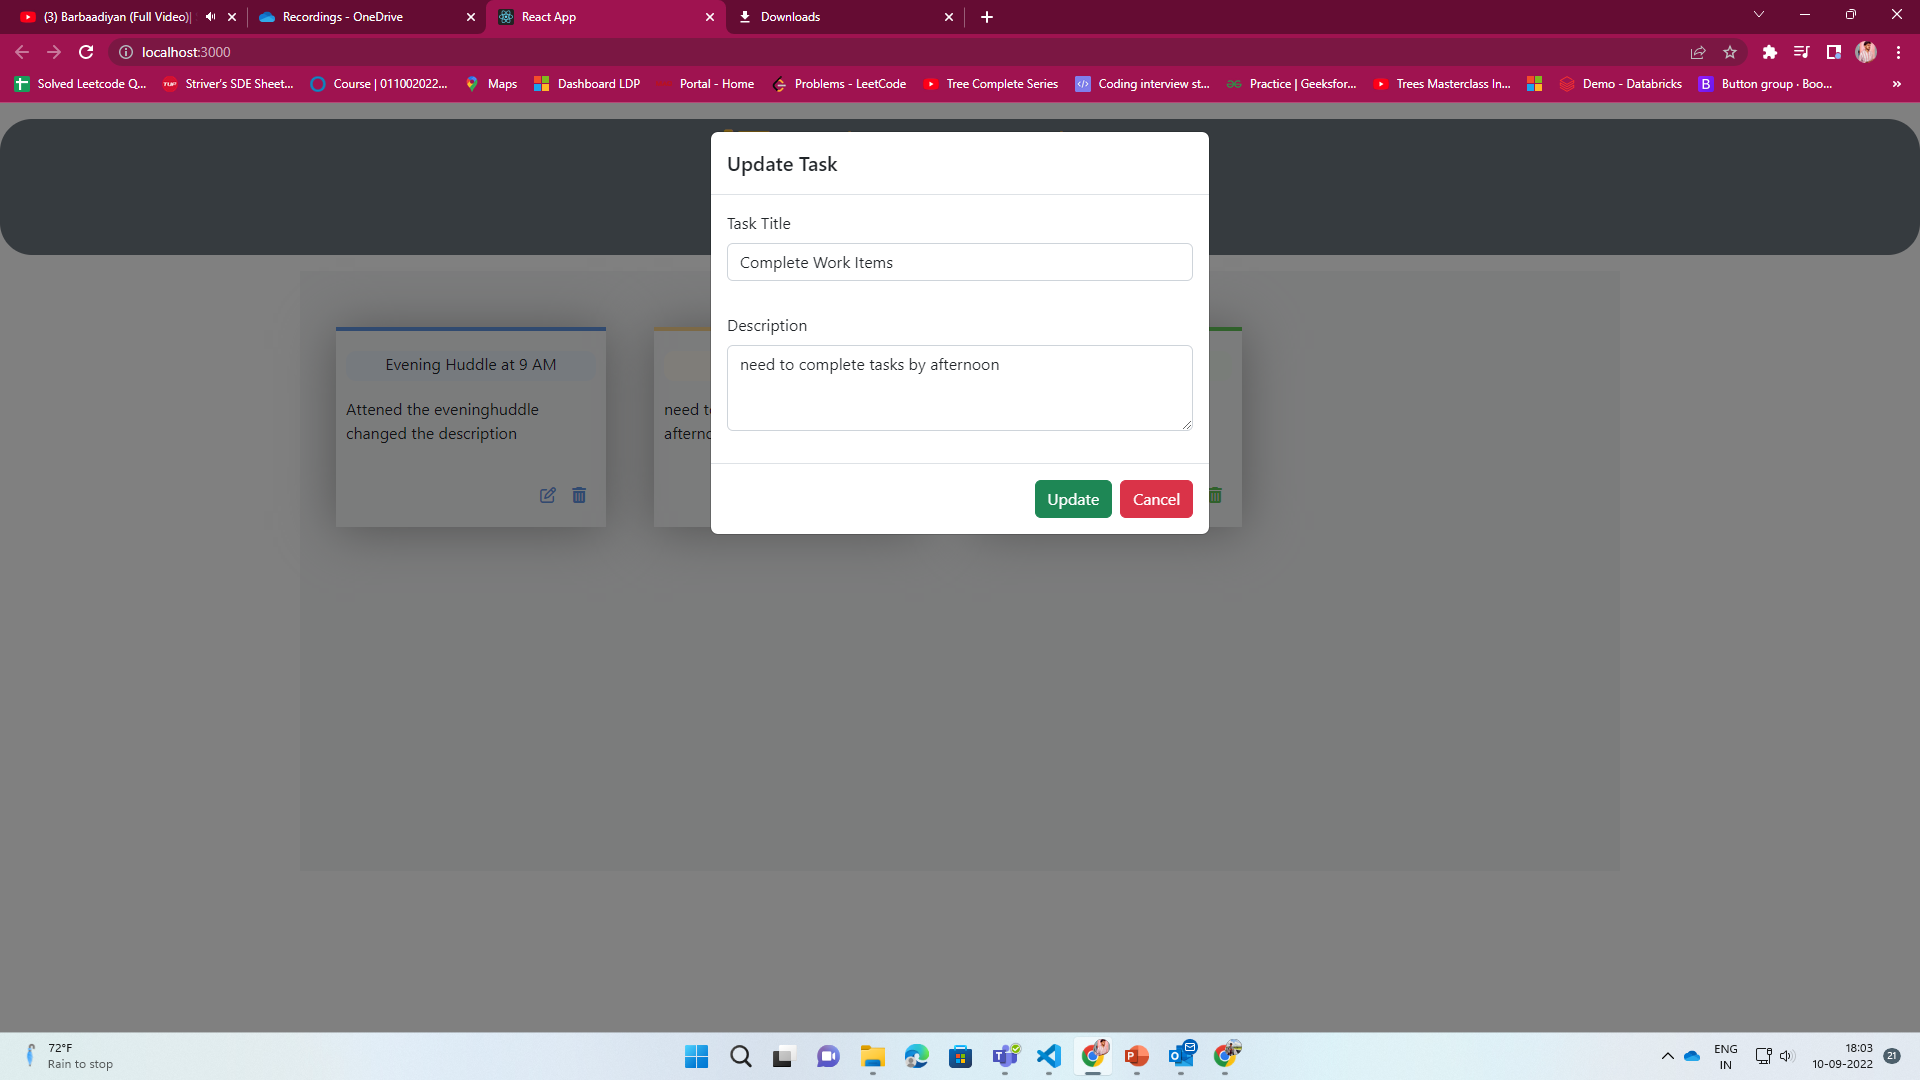 (3) Barbaadiyan (Full Video)|
Recordings - OneDrive
React App
Downloads
localhost:3000
Solved Leetcode Q...
Striver's SDE Sheet...
Course | 011002022...
Maps
Dashboard LDP
Portal - Home
Problems - LeetCode
Tree Complete Series
Coding interview st...
Practice | Geeksfor...
Trees Masterclass In...
Demo - Databricks
Button group · Boo...
Update Task
Task Title
Complete Work Items
Description
need to complete tasks by afternoon
Update
Cancel
Evening Huddle at 9 AM
Attened the eveninghuddle
changed the description
need
72°F
Rain to stop
ENG
IN
18:03
10-09-2022
21